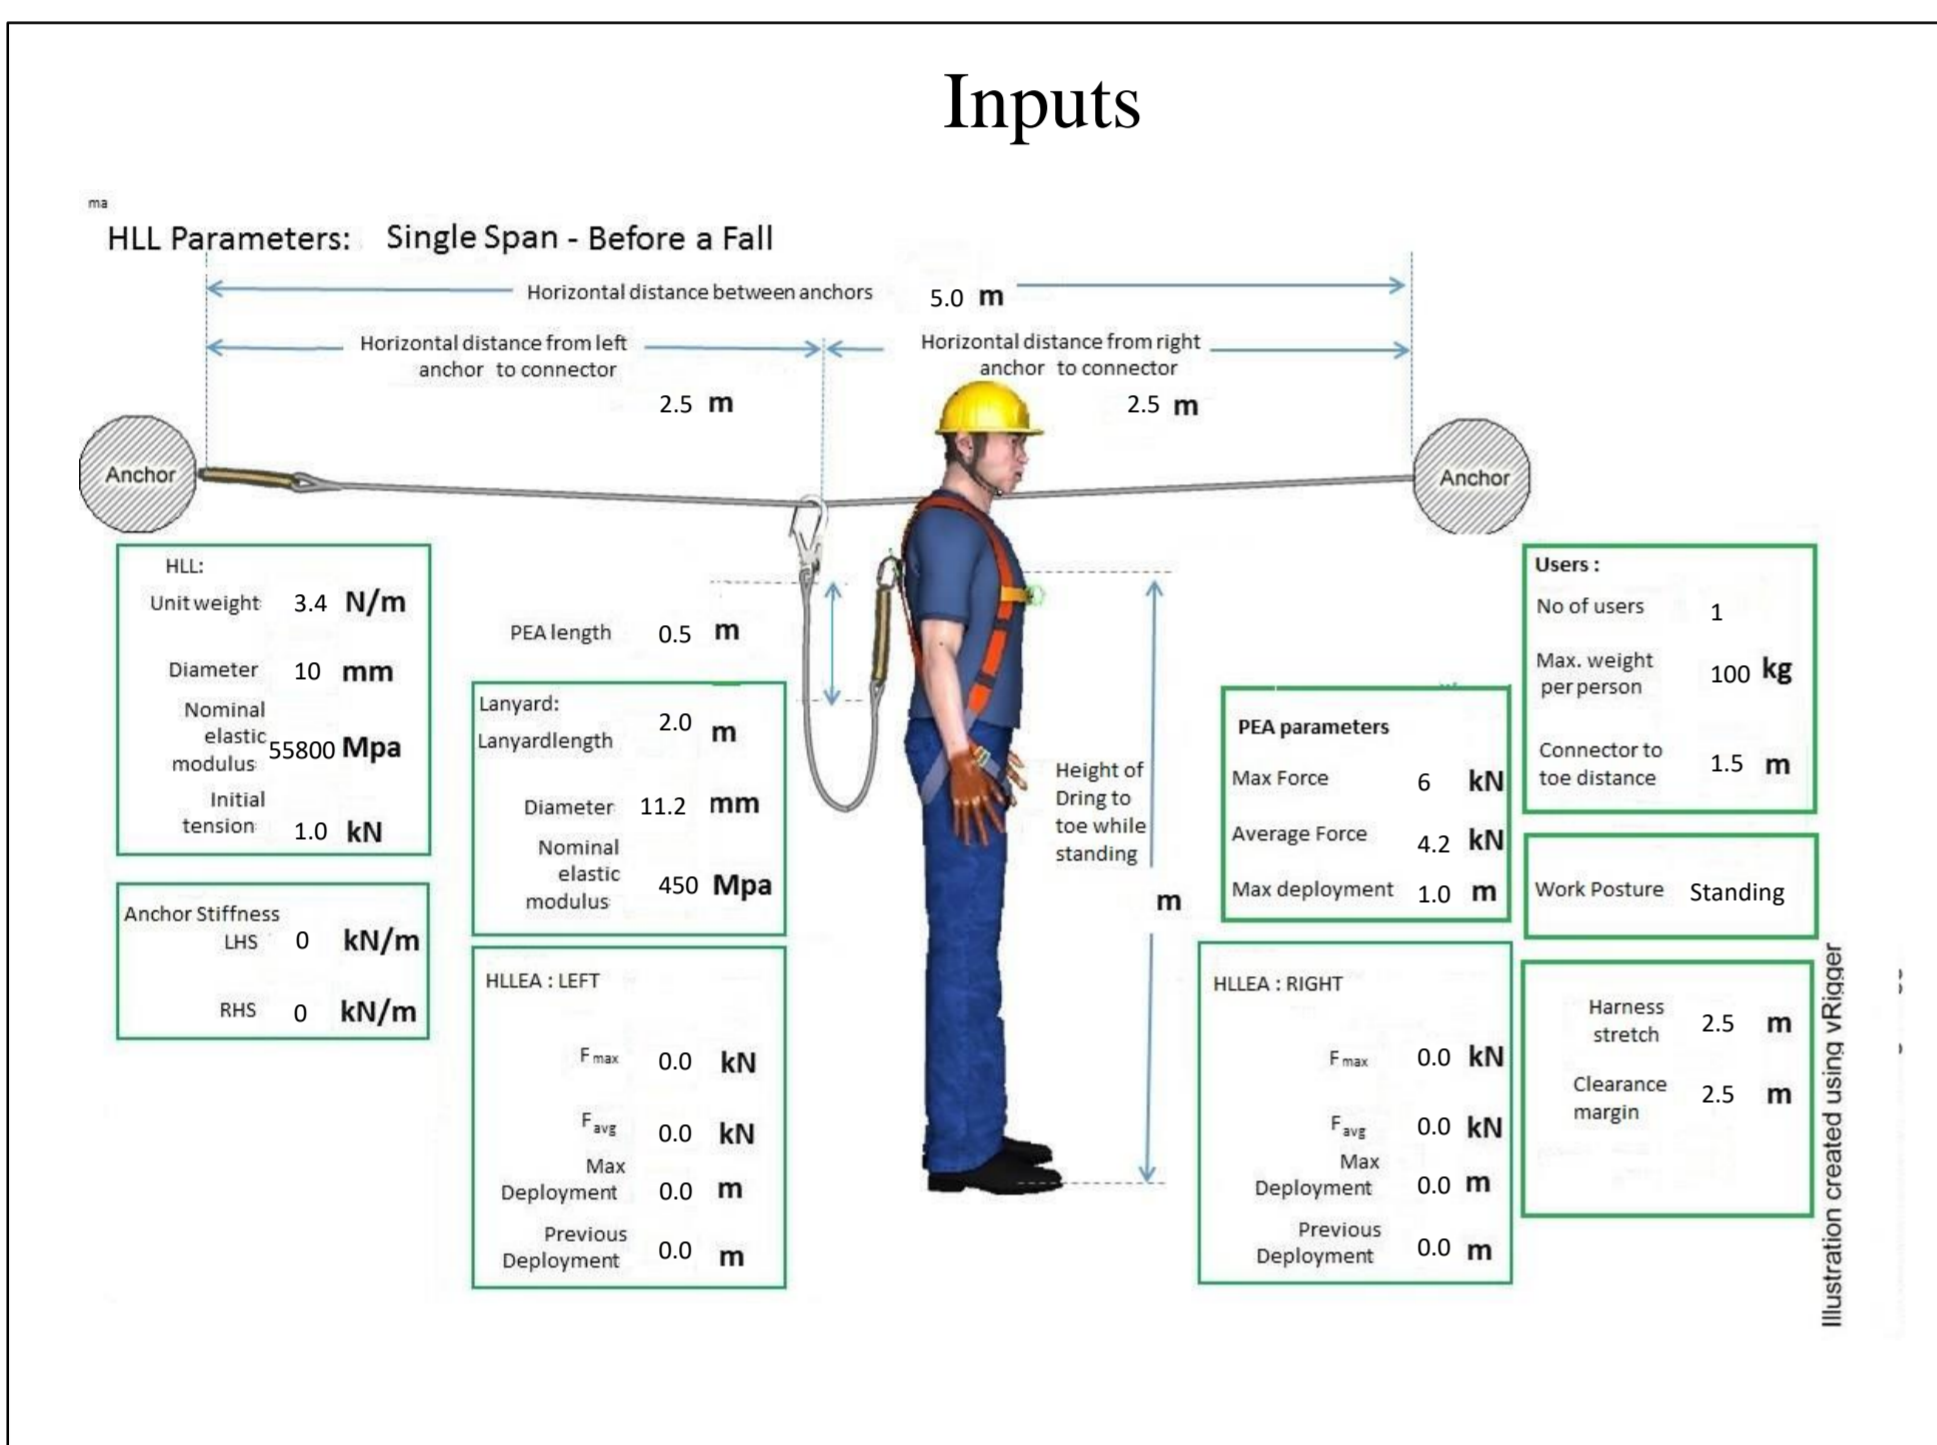 Inputs
ma
HLL Parameters: Single Span - Before a Fall
Horizontal distance between anchors 5.0 m
Horizontal distance from left
anchor to connector
2.5 m
Horizontal distance from right
anchor to connector
2.5 m
Anchor
Anchor
HLL:
Unit weight 3.4 N/m
Diameter 10 mm
Nominal
elastic
modulus 55800 Mpa
Initial
tension 1.0 kN
Anchor Stiffness
LHS 0 kN/m
RHS 0 kN/m
PEA length 0.5 m
Lanyard:
Lanyardlength 2.0 m
Diameter 11.2 mm
Nominal
elastic
modulus 450 Mpa
HLLEA : LEFT
Fmax 0.0 kN
Favg 0.0 kN
Max
Deployment 0.0 m
Previous
Deployment 0.0 m
Height of
Dring to
toe while
standing
m
PEA parameters
Max Force 6 kN
Average Force 4.2 kN
Max deployment 1.0 m
HLLEA : RIGHT
Fmax 0.0 kN
Favg 0.0 kN
Max
Deployment 0.0 m
Previous
Deployment 0.0 m
Users :
No of users 1
Max. weight
per person 100 kg
Connector to
toe distance 1.5 m
Work Posture Standing
Harness
stretch 2.5 m
Clearance
margin 2.5 m
Illustration created using vRigger